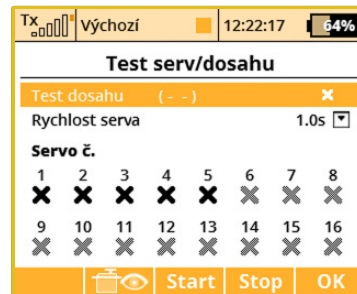 Tx Výchozí 12:22:17 64%
Test serv/dosahu
Test dosahu (--)
Rychlost serva 1.0s
Servo č.
1 2 3 4 5 6 7 8
9 10 11 12 13 14 15 16
Start Stop OK